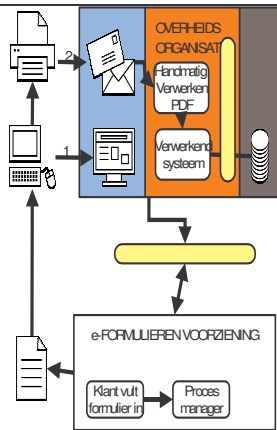 OVERHEIDS
ORGANISAT
2
Handmatig
Verwerken
PDF
1
Verwerkend
systeem
e-FORMULIEREN VOORZIENING
Klant vult
formulier in
Proces
manager